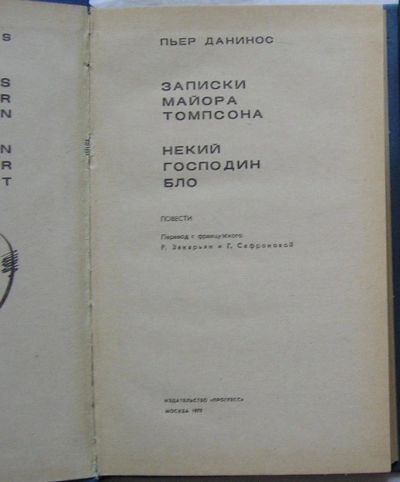 S
S
R
N
N
R
T
ПЬЕР ДАНИНОС
ЗАПИСКИ
МАЙОРА
ТОМПСОНА
НЕКИЙ
ГОСПОДИН
БЛО
ПОВЕСТИ
Перевод с французского
Р. Закарьян и Г. Сафроновой
ИЗДАТЕЛЬСТВО «ПРОГРЕСС»
МОСКВА